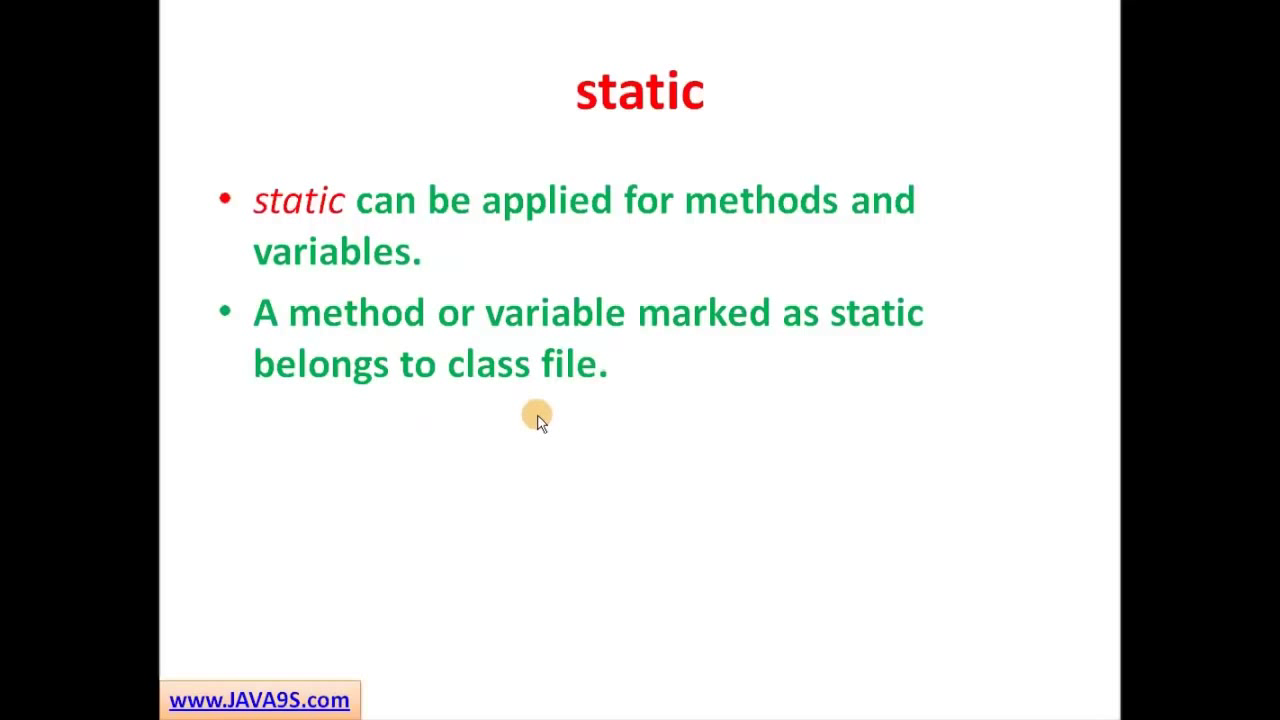 static
• static can be applied for methods and
variables.
• A method or variable marked as static
belongs to class file.
www.JAVA9S.com